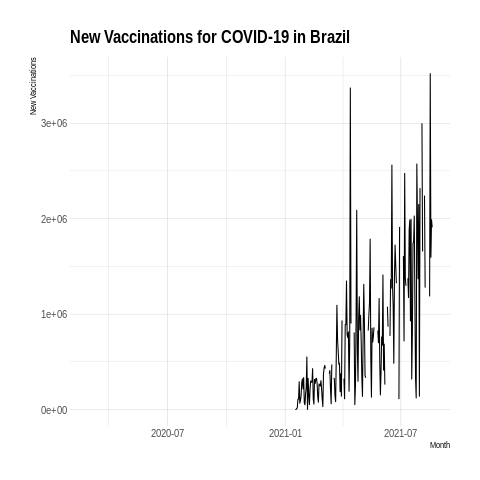 New Vaccinations for COVID-19 in Brazil
New Vaccinations
3e+06
2e+06
1e+06
0e+00
2020-07 2021-01 2021-07
Month